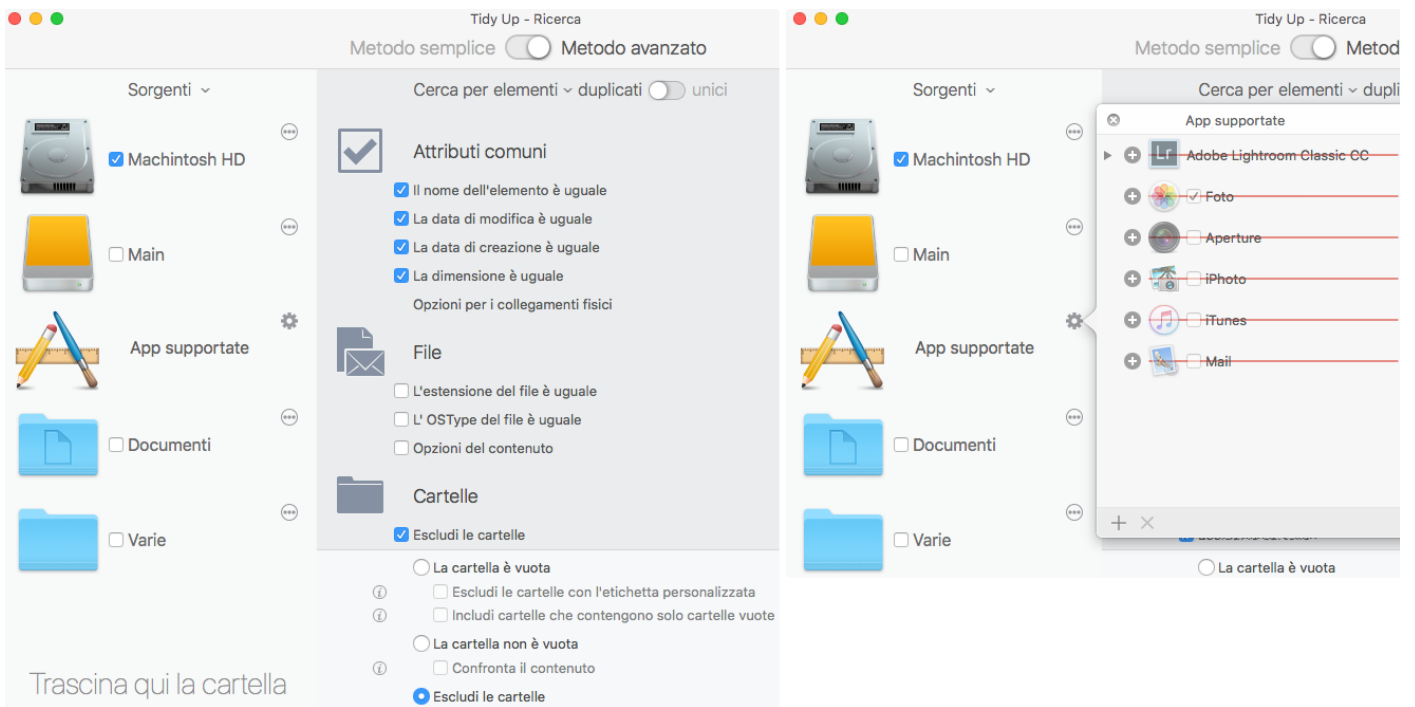 Tidy Up - Ricerca
Metodo semplice Metodo avanzato
Sorgenti
Machintosh HD
Main
App supportate
Documenti
Varie
Trascina qui la cartella
Cerca per elementi duplicati unici
Attributi comuni
Il nome dell'elemento è uguale
La data di modifica è uguale
La data di creazione è uguale
La dimensione è uguale
Opzioni per i collegamenti fisici
File
L'estensione del file è uguale
L' OSType del file è uguale
Opzioni del contenuto
Cartelle
Escludi le cartelle
La cartella è vuota
Escludi le cartelle con l'etichetta personalizzata
Includi cartelle che contengono solo cartelle vuote
La cartella non è vuota
Confronta il contenuto
Escludi le cartelle
Tidy Up - Ricerca
Metodo semplice Metod
Sorgenti
Machintosh HD
Main
App supportate
Documenti
Varie
Cerca per elementi dupli
App supportate
Lr Adobe Lightroom Classic CC
Foto
Aperture
iPhoto
iTunes
Mail
La cartella è vuota